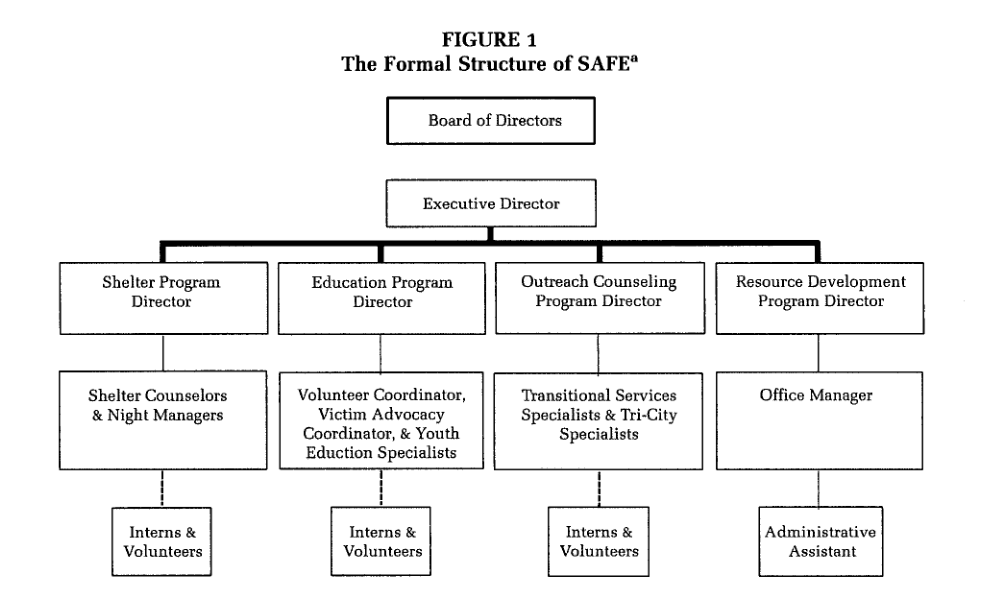 FIGURE 1
The Formal Structure of SAFEa
Board of Directors
Executive Director
Shelter Program
Director
Education Program
Director
Outreach Counseling
Program Director
Resource Development
Program Director
Shelter Counselors
& Night Managers
Volunteer Coordinator,
Victim Advocacy
Coordinator, & Youth
Eduction Specialists
Transitional Services
Specialists & Tri-City
Specialists
Office Manager
Interns &
Volunteers
Interns &
Volunteers
Interns &
Volunteers
Administrative
Assistant